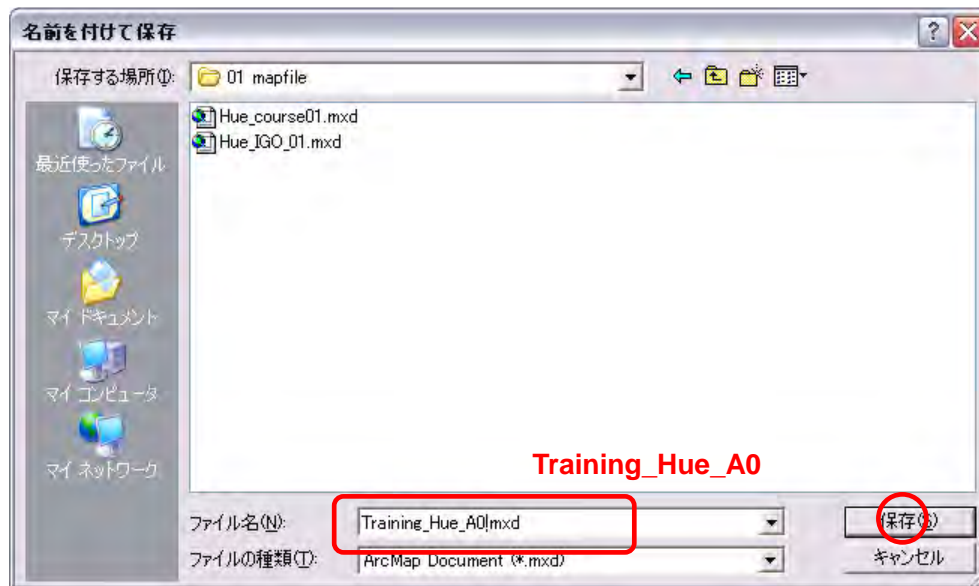 名前を付けて保存
保存する場所(I): 01 mapfile
Hue_course01.mxd
Hue_IGO_01.mxd
最近使ったファイル
デスクトップ
マイ ドキュメント
マイ コンピュータ
マイ ネットワーク
Training_Hue_A0
ファイル名(N): Training_Hue_A0.mxd 保存(S)
ファイルの種類(T): ArcMap Document (*.mxd) キャンセル